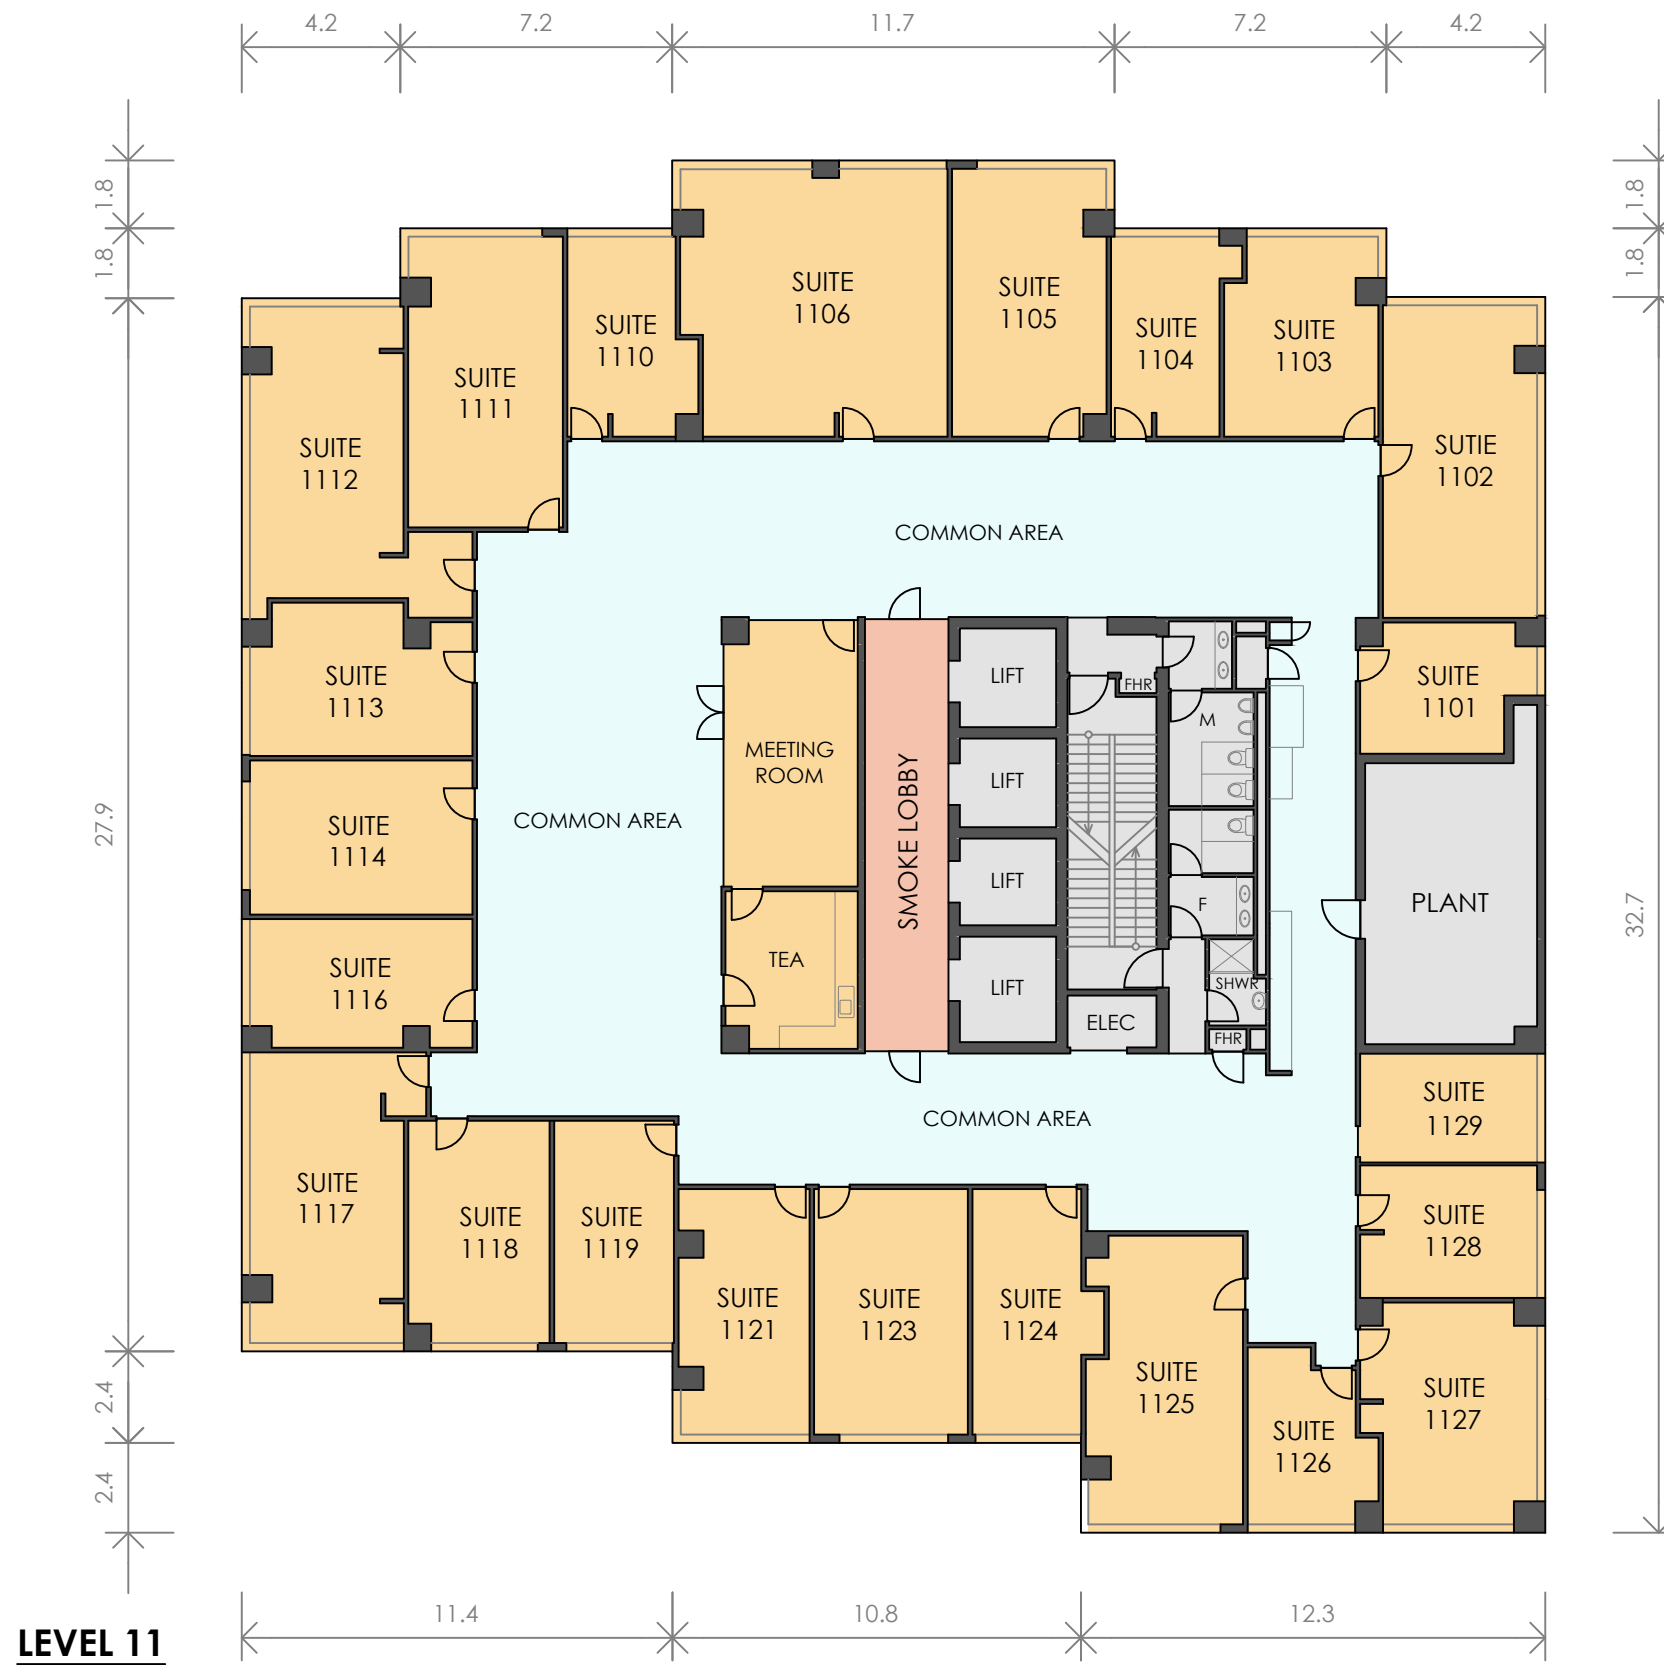 4.2
7.2
11.7
7.2
4.2
1.8
1.8
27.9
2.4
2.4
1.8
1.8
32.7
SUITE
1106
SUITE
1105
SUITE
1110
SUITE
1104
SUITE
1103
SUITE
1111
SUITE
1112
SUTIE
1102
COMMON AREA
SUITE
1113
SUITE
1101
LIFT
FHR
M
MEETING
ROOM
LIFT
SMOKE LOBBY
COMMON AREA
SUITE
1114
LIFT
F
PLANT
TEA
SUITE
1116
LIFT
SHWR
ELEC
FHR
COMMON AREA
SUITE
1129
SUITE
1117
SUITE
1118
SUITE
1119
SUITE
1128
SUITE
1121
SUITE
1123
SUITE
1124
SUITE
1125
SUITE
1126
SUITE
1127
11.4
10.8
12.3
LEVEL 11